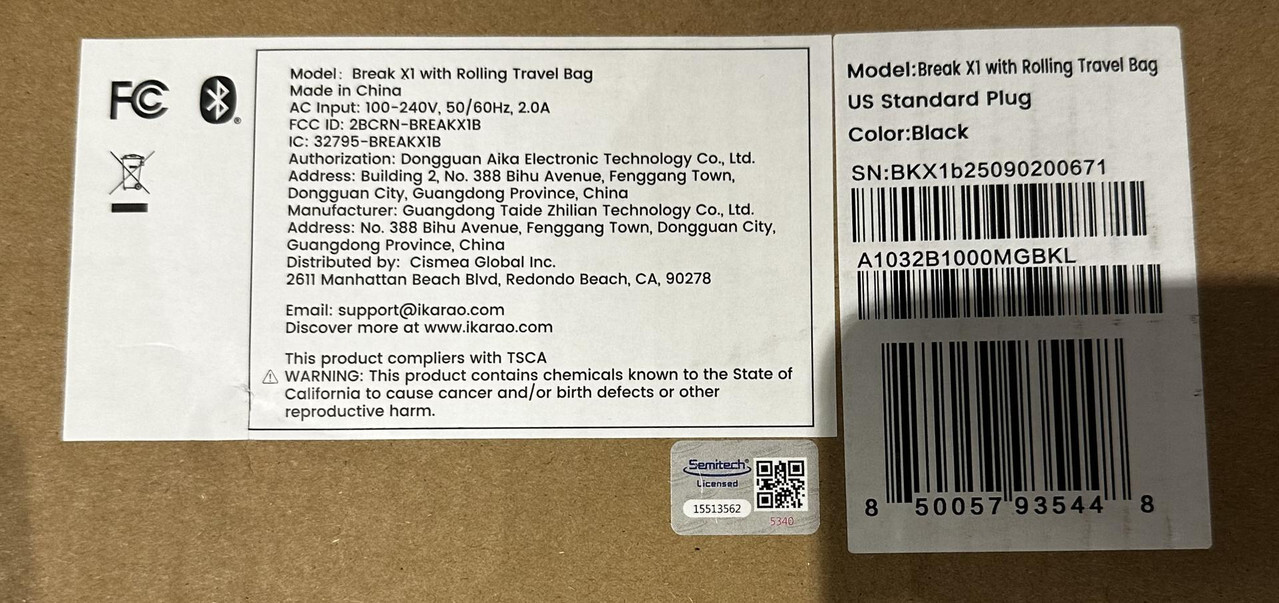 FC
Model: Break X1 with Rolling Travel Bag
Made in China
AC Input: 100-240V, 50/60Hz, 2.0A
FCC ID: 2BCRN-BREAKX1B
IC: 32795-BREAKX1B
Authorization: Dongguan Aika Electronic Technology Co., Ltd.
Address: Building 2, No. 388 Bihu Avenue, Fenggang Town,
Dongguan City, Guangdong Province, China
Manufacturer: Guangdong Taide Zhilian Technology Co., Ltd.
Address: No. 388 Bihu Avenue, Fenggang Town, Dongguan City,
Guangdong Province, China
Distributed by: Cismea Global Inc.
2611 Manhattan Beach Blvd, Redondo Beach, CA, 90278
Email: support@ikarao.com
Discover more at www.ikarao.com
This product compliers with TSCA
⚠ WARNING: This product contains chemicals known to the State of
California to cause cancer and/or birth defects or other
reproductive harm.
Semitech®
Licensed
15513562
5340
Model:Break X1 with Rolling Travel Bag
US Standard Plug
Color:Black
SN:BKX1b25090200671
A1032B1000MGBKL
8 50057 93544 8